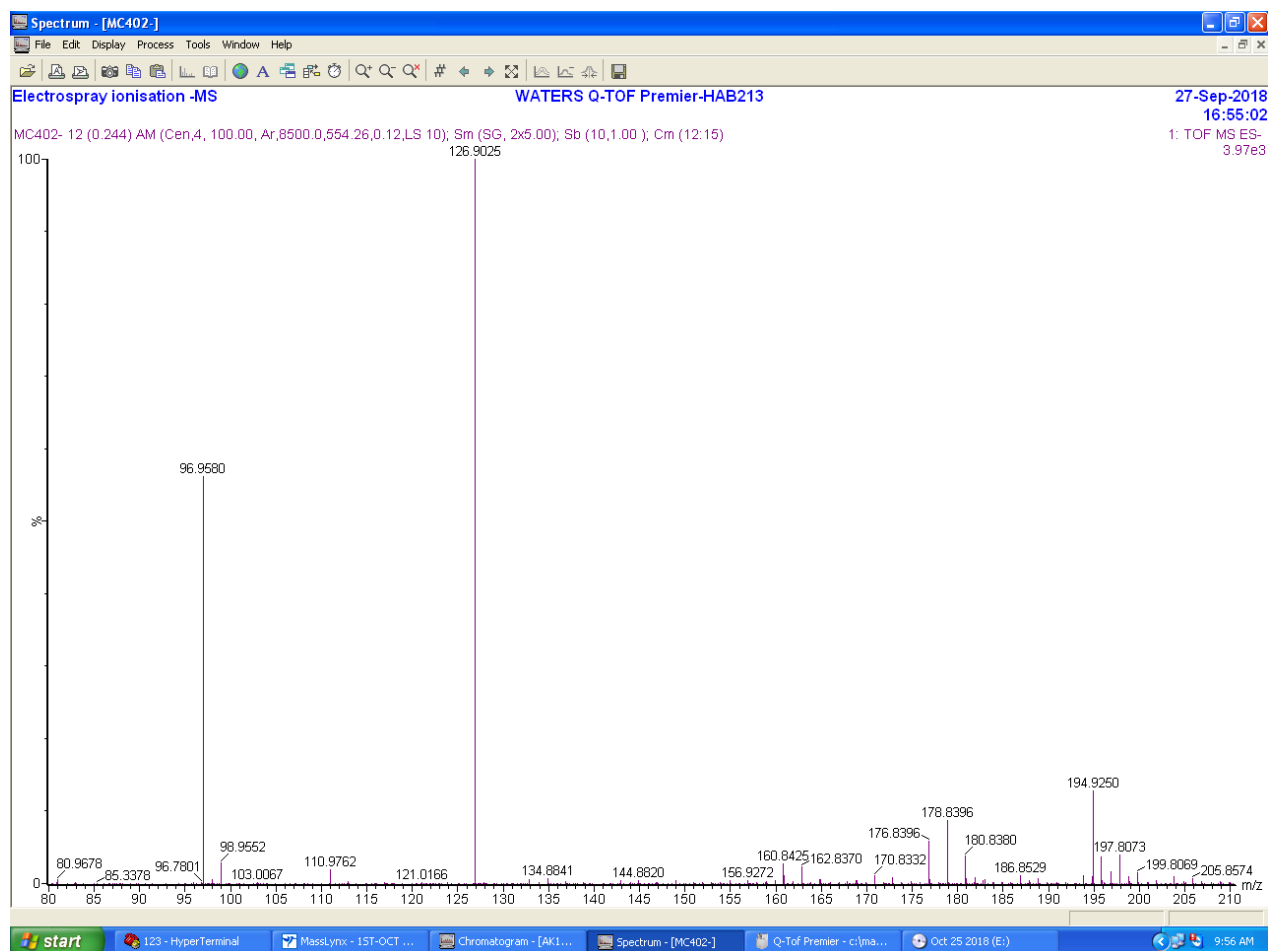 Spectrum - [MC402-]
File Edit Display Process Tools Window Help
Electrospray ionisation -MS WATERS Q-TOF Premier-HAB213 27-Sep-2018
16:55:02
MC402- 12 (0.244) AM (Cen,4, 100.00, Ar,8500.0,554.26,0.12,LS 10); Sm (SG, 2x5.00); Sb (10,1.00 ); Cm (12:15) 1: TOF MS ES-
3.97e3
126.9025
100
96.9580
%
194.9250
178.8396
176.8396 180.8380
197.8073
160.8425 162.8370
98.9552
80.9678 96.7801 110.9762 170.8332 186.8529 199.8069
85.3378 103.0067 121.0166 134.8841 144.8820 156.9272 205.8574
0 m/z
80 85 90 95 100 105 110 115 120 125 130 135 140 145 150 155 160 165 170 175 180 185 190 195 200 205 210
start 123 - HyperTerminal MassLynx - 1ST-OCT ... Chromatogram - [AK1... Spectrum - [MC402-] Q-Tof Premier - c:\ma... Oct 25 2018 (E:) 9:56 AM